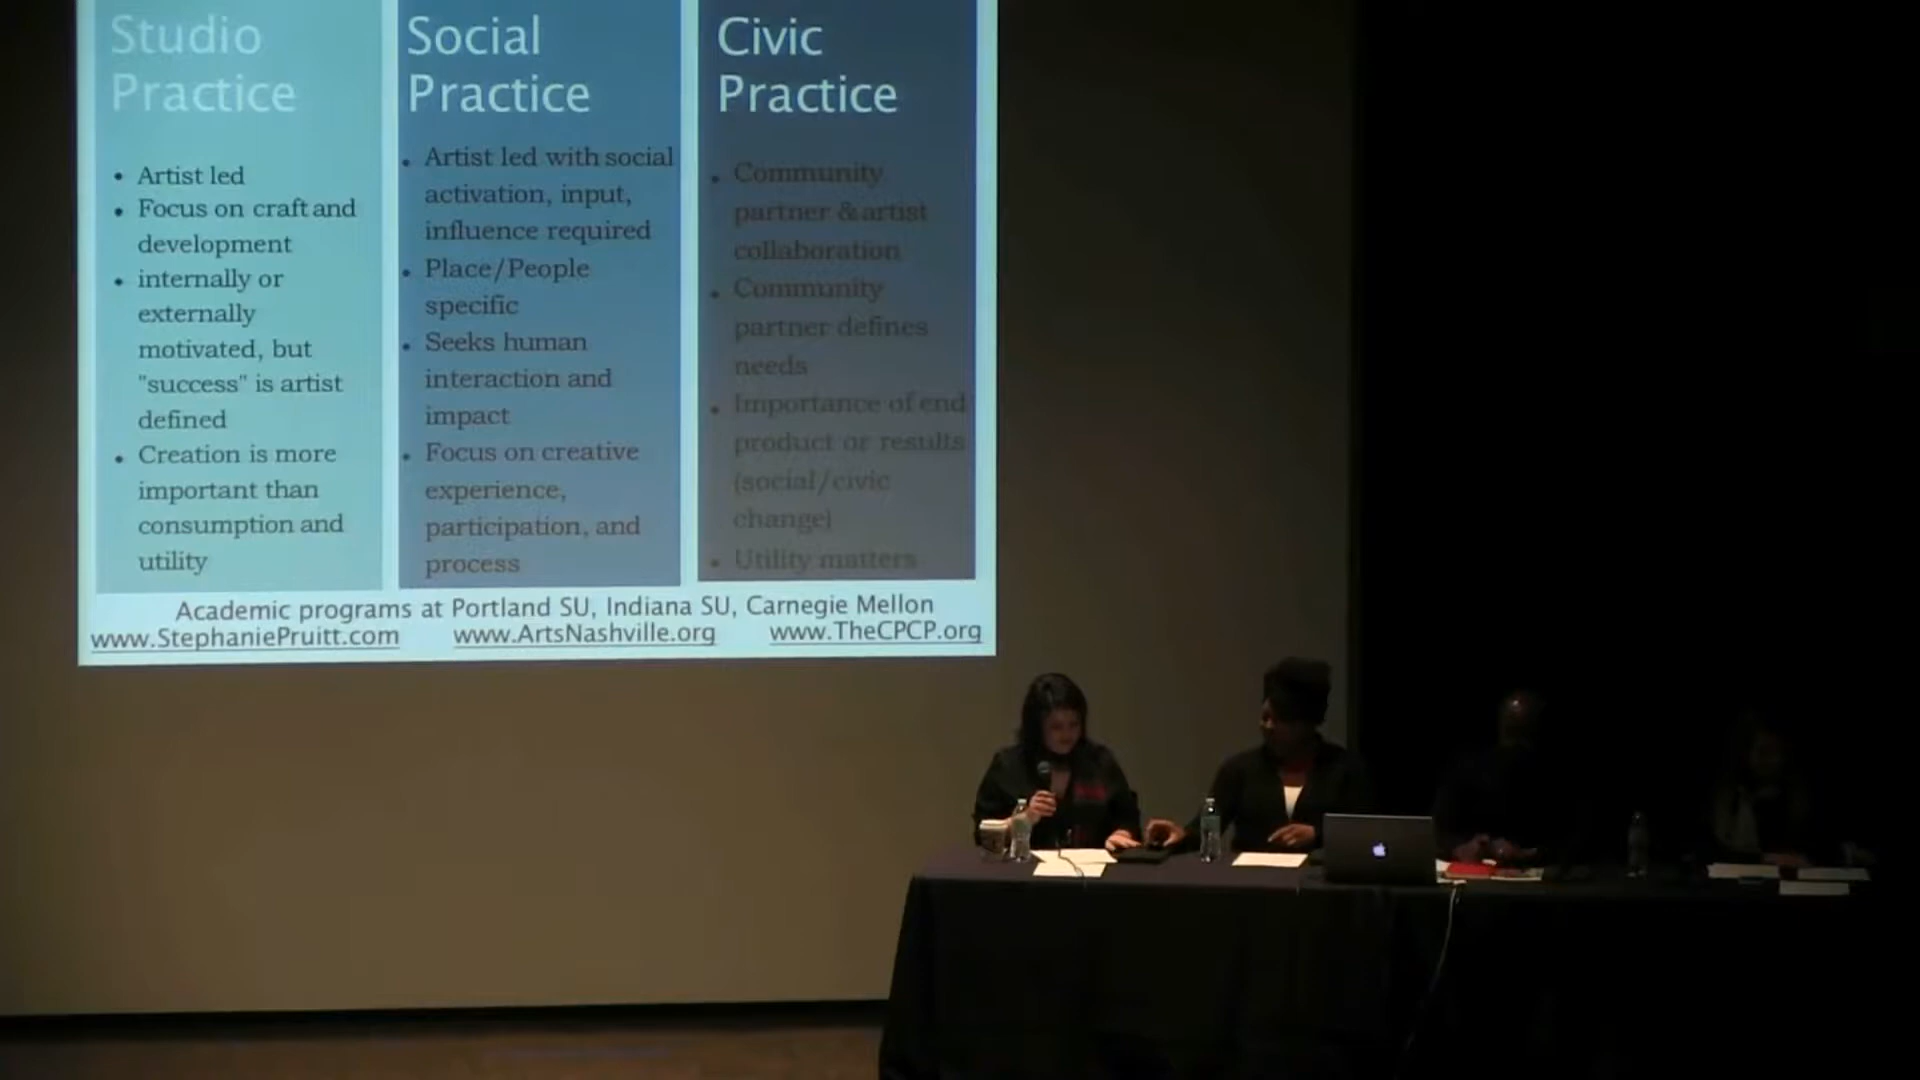 Studio
Practice
• Artist led
• Focus on craft and
development
• internally or
externally
motivated, but
"success" is artist
defined
• Creation is more
important than
consumption and
utility
Social
Practice
• Artist led with social
activation, input,
influence required
• Place/People
specific
• Seeks human
interaction and
impact
• Focus on creative
experience,
participation, and
process
Civic
Practice
• Community
partner & artist
collaboration
• Community
partner defines
needs
• Importance of end
product or results
(social/civic
change)
• Utility matters
Academic programs at Portland SU, Indiana SU, Carnegie Mellon
www.StephaniePruitt.com www.ArtsNashville.org www.TheCPCP.org